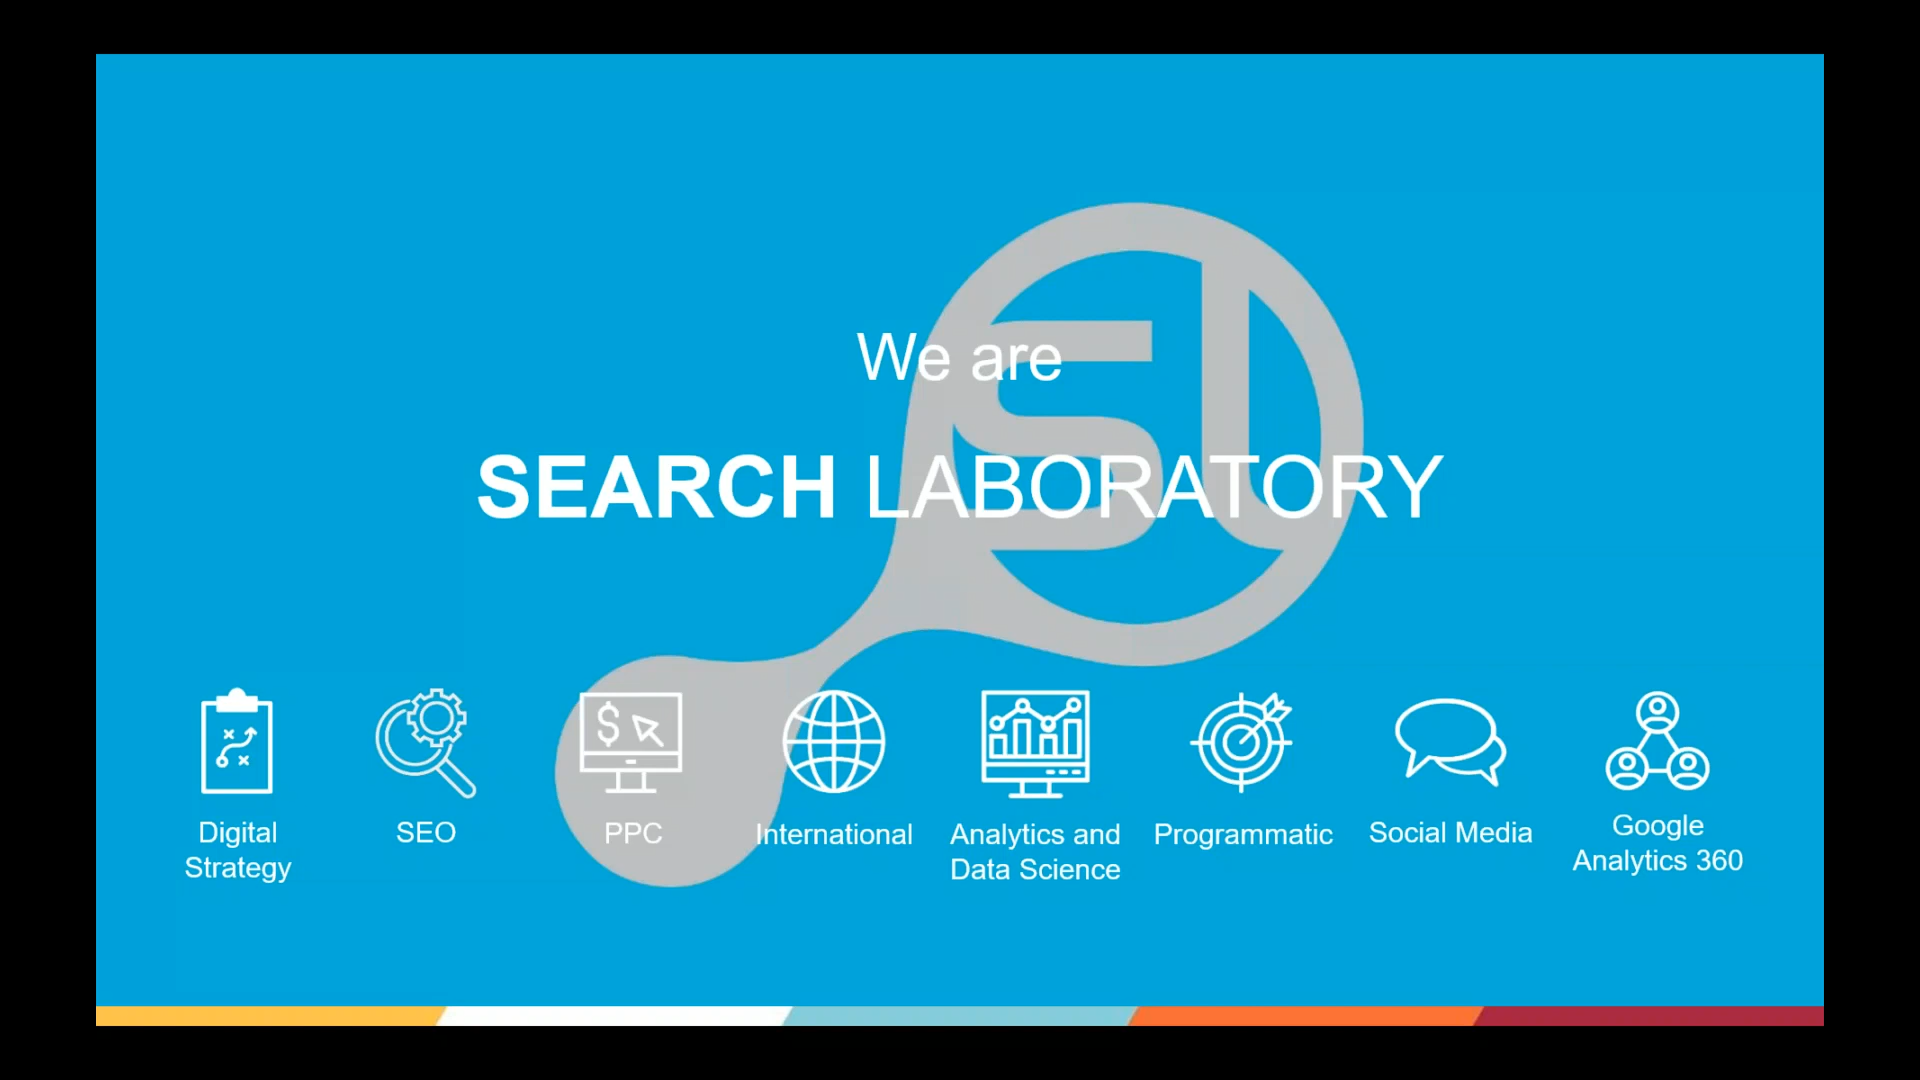 We are
SEARCH LABORATORY
Digital
Strategy
SEO
PPC
International
Analytics and
Data Science
Programmatic
Social Media
Google
Analytics 360